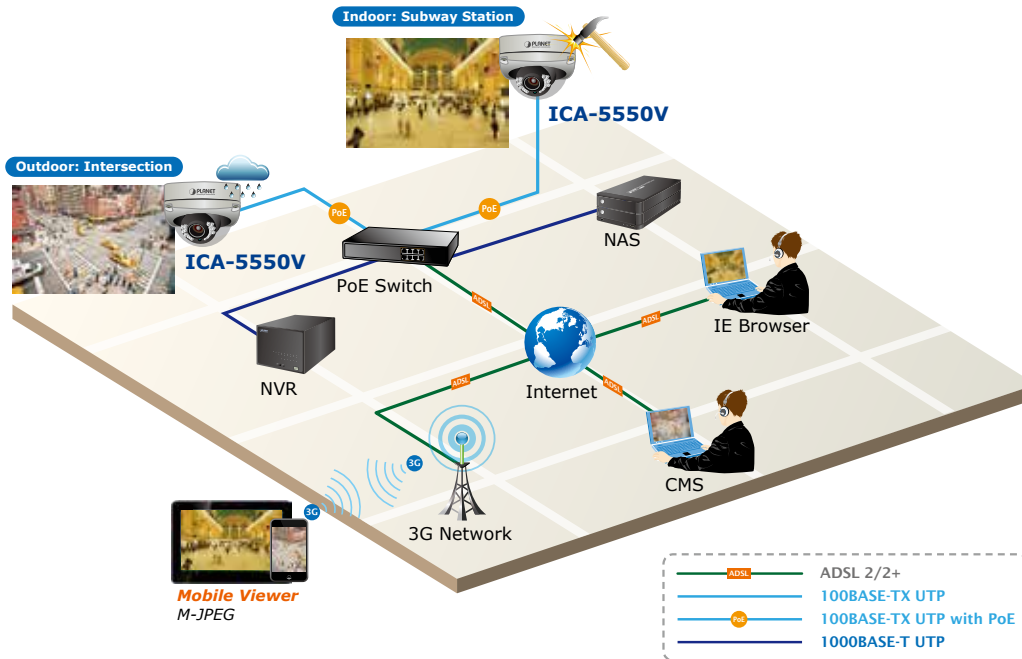 Indoor: Subway Station
PLANET
ICA-5550V
Outdoor: Intersection
PLANET
ICA-5550V
PoE
PoE
NAS
PoE Switch
ADSL
ADSL
IE Browser
NVR
Internet
ADSL
ADSL
CMS
3G
3G
3G Network
Mobile Viewer
M-JPEG
ADSL
ADSL 2/2+
100BASE-TX UTP
PoE
100BASE-TX UTP with PoE
1000BASE-T UTP